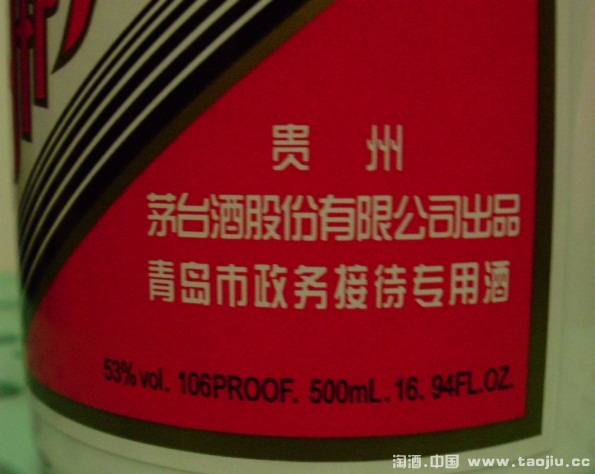 贵 州
茅台酒股份有限公司出品
青岛市政务接待专用酒
53%vol. 106PROOF. 500mL. 16. 94FL.OZ.
淘酒.中国 www.taojiu.cc